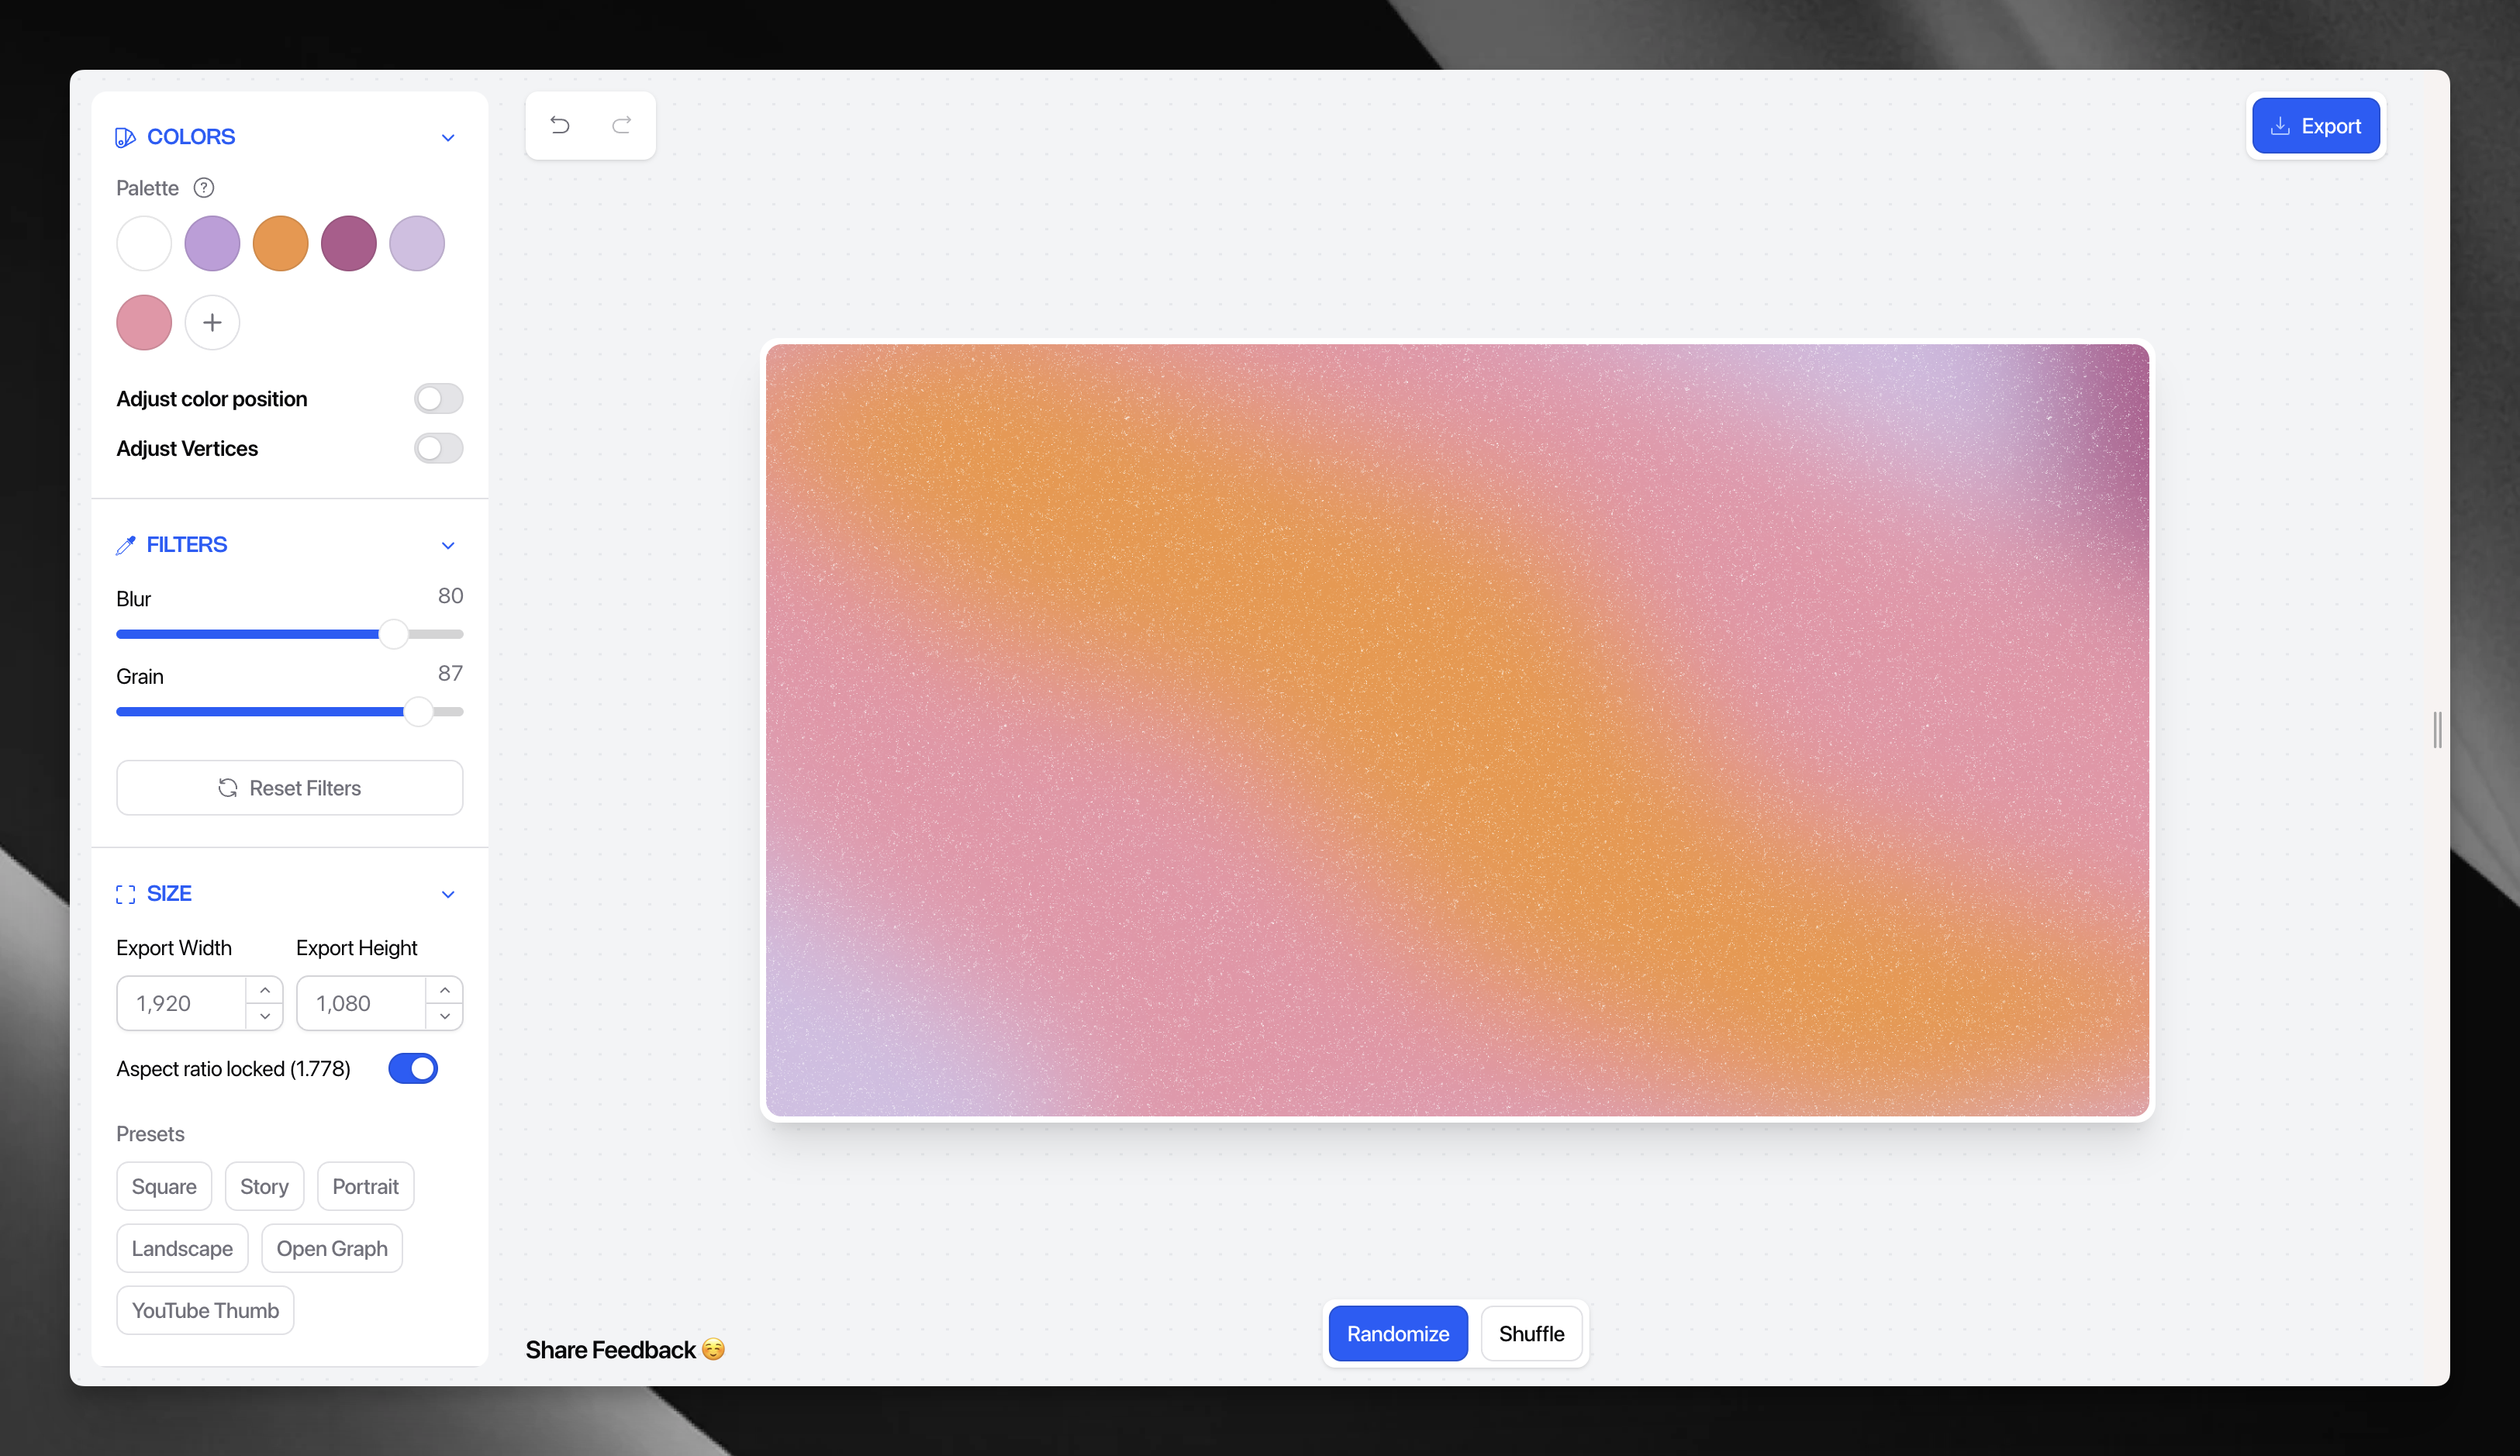 COLORS
Palette ?
Adjust color position
Adjust Vertices
FILTERS
Blur 80
Grain 87
Reset Filters
SIZE
Export Width Export Height
1,920 1,080
Aspect ratio locked (1.778)
Presets
Square Story Portrait
Landscape Open Graph
YouTube Thumb
Export
Share Feedback ☺️
Randomize Shuffle